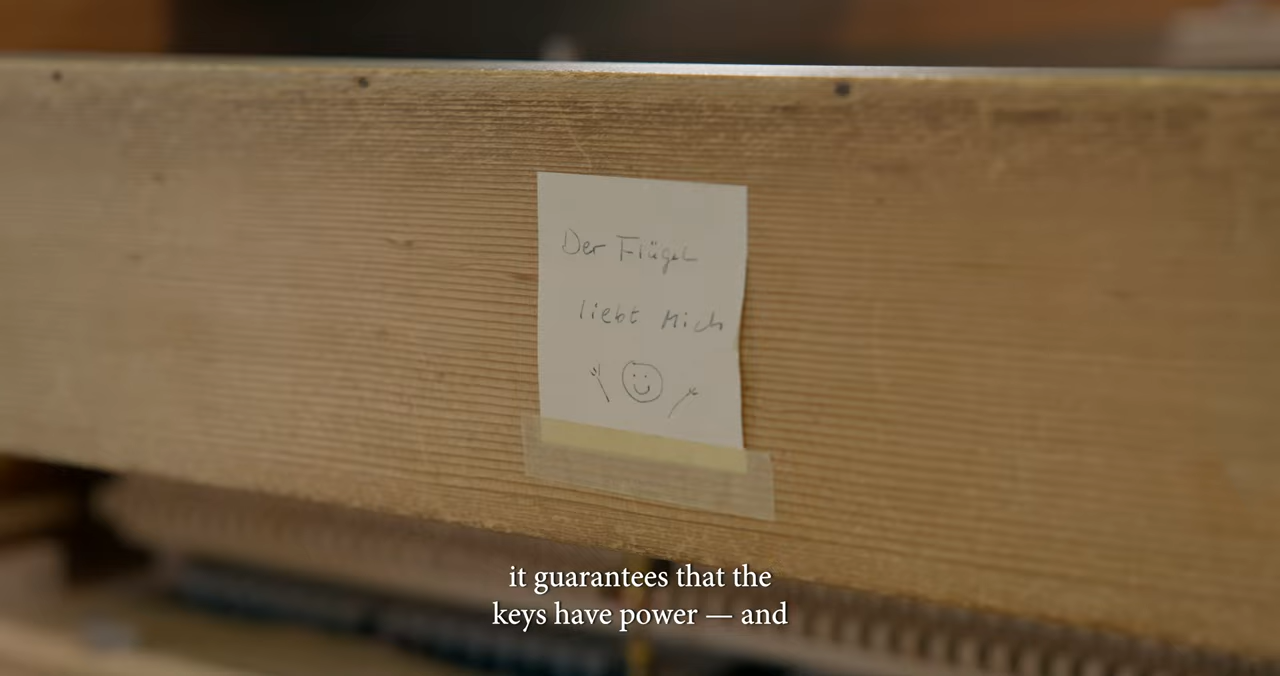 Der Flügel
liebt Mich
it guarantees that the
keys have power — and